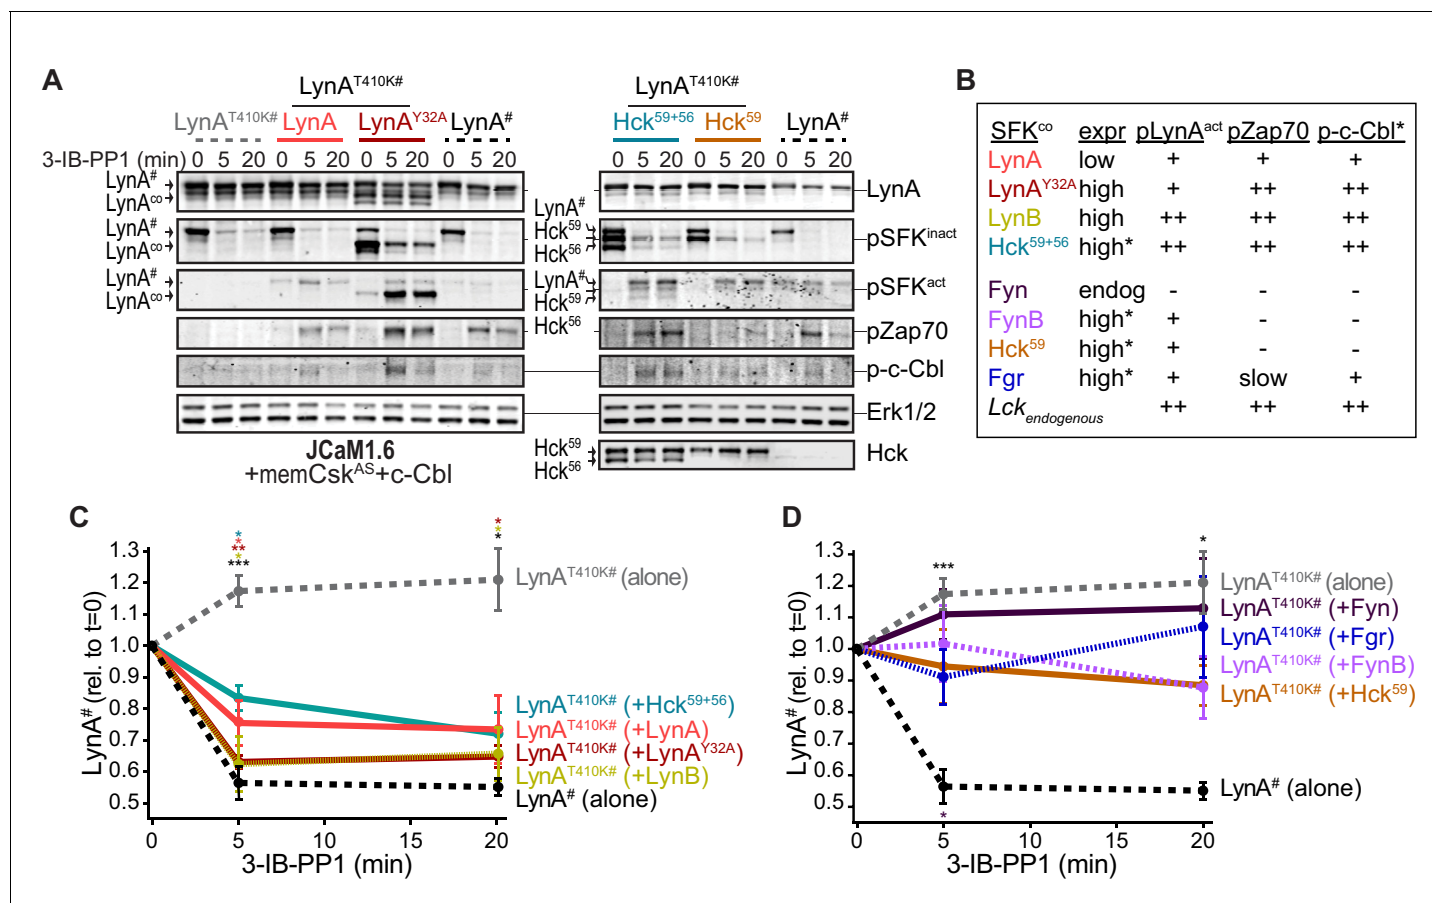 A
LynA^T410K#
LynA^T410K# LynA LynA^Y32A LynA^#
3-IB-PP1 (min) 0 5 20 0 5 20 0 5 20 0 5 20
LynA^#
LynA^co
LynA^#
LynA^co
LynA^#
LynA^co
JCaM1.6
+memCsk^AS+c-Cbl
LynA^T410K#
Hck^59+56 Hck^59 LynA^#
0 5 20 0 5 20 0 5 20
LynA
LynA^#
Hck^59
Hck^56
pSFK^inact
LynA^#
Hck^59
pSFK^act
Hck^56
pZap70
p-c-Cbl
Erk1/2
Hck^59
Hck^56
Hck
B
SFK^co expr pLynA^act pZap70 p-c-Cbl*
LynA low + + +
LynA^Y32A high + ++ ++
LynB high ++ ++ ++
Hck^59+56 high* ++ ++ ++
Fyn endog - - -
FynB high* + - -
Hck^59 high* + - -
Fgr high* + slow +
Lck_endogenous ++ ++ ++
C
LynA^# (rel. to t=0)
1.3
1.2
1.1
1.0
0.9
0.8
0.7
0.6
0.5
*
*
**
*
***
*
*
*
LynA^T410K# (alone)
LynA^T410K# (+Hck^59+56)
LynA^T410K# (+LynA)
LynA^T410K# (+LynA^Y32A)
LynA^T410K# (+LynB)
LynA^# (alone)
0 5 10 15 20
3-IB-PP1 (min)
D
LynA^# (rel. to t=0)
1.3
1.2
1.1
1.0
0.9
0.8
0.7
0.6
0.5
***
*
*
LynA^T410K# (alone)
LynA^T410K# (+Fyn)
LynA^T410K# (+Fgr)
LynA^T410K# (+FynB)
LynA^T410K# (+Hck^59)
LynA^# (alone)
0 5 10 15 20
3-IB-PP1 (min)